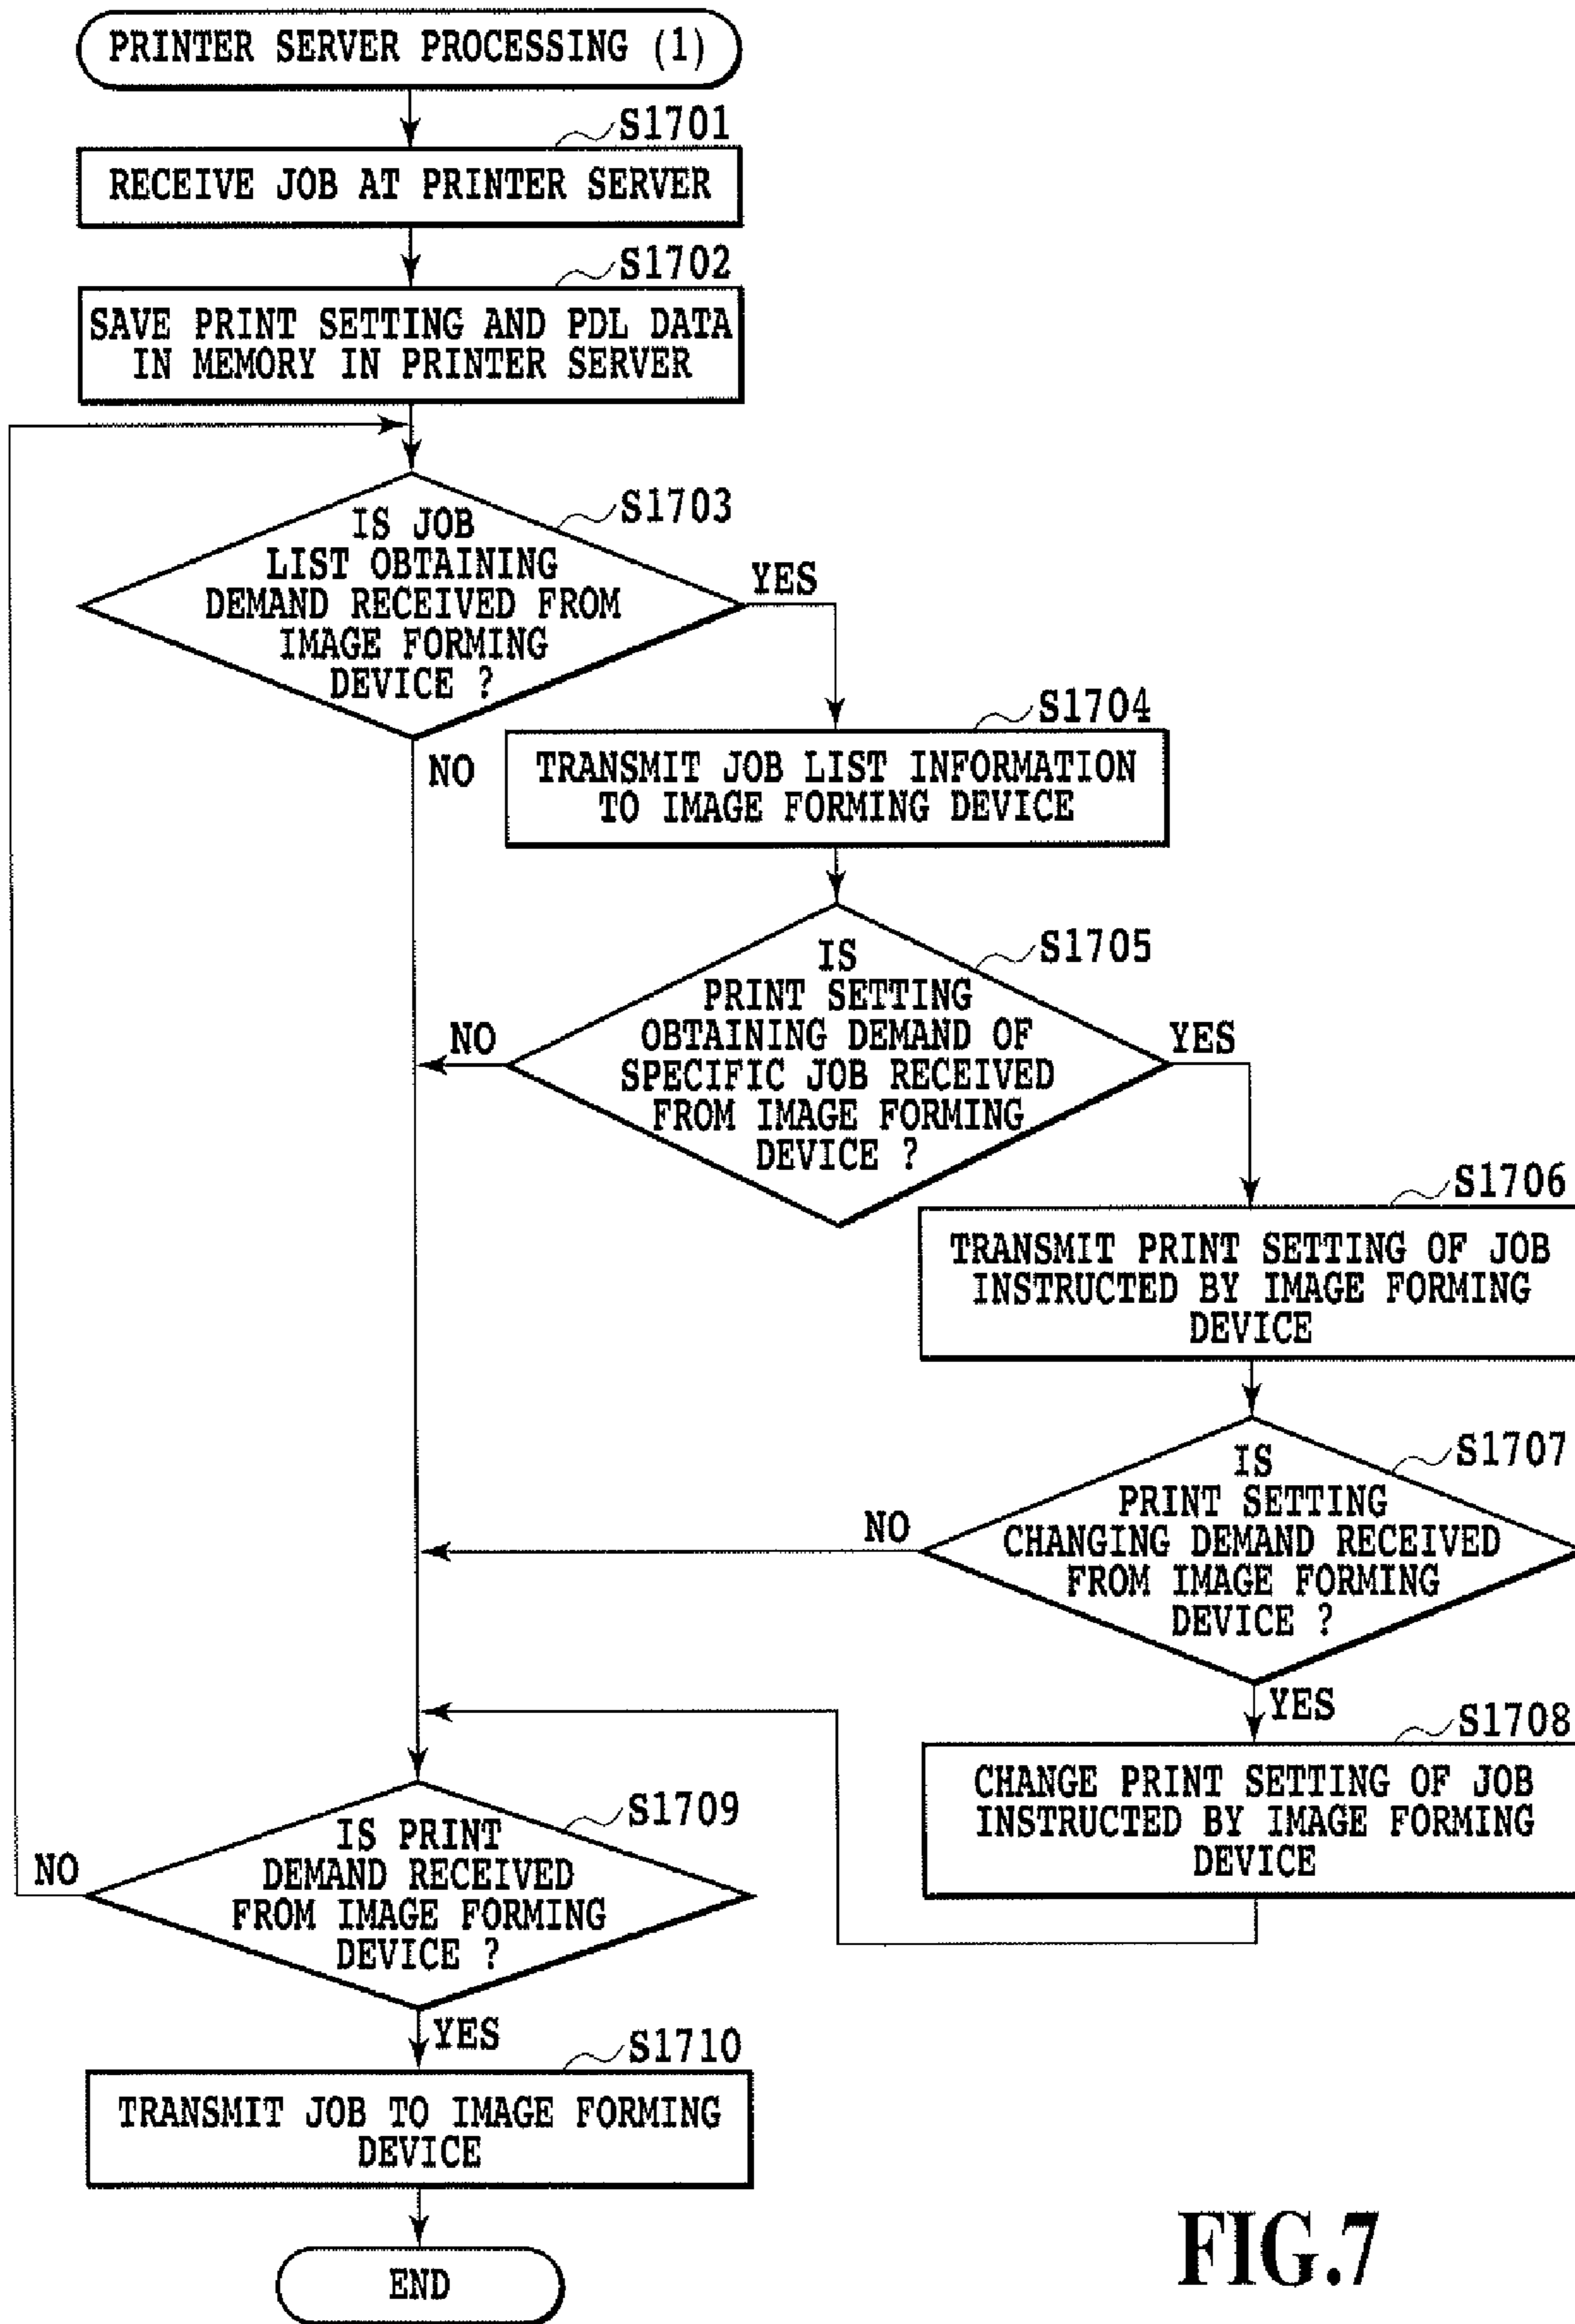 PRINTER SERVER PROCESSING (1)
S1701
RECEIVE JOB AT PRINTER SERVER
S1702
SAVE PRINT SETTING AND PDL DATA
IN MEMORY IN PRINTER SERVER
S1703
IS JOB
LIST OBTAINING
DEMAND RECEIVED FROM
IMAGE FORMING
DEVICE ?
YES
NO
S1704
TRANSMIT JOB LIST INFORMATION
TO IMAGE FORMING DEVICE
S1705
IS
PRINT SETTING
OBTAINING DEMAND OF
SPECIFIC JOB RECEIVED
FROM IMAGE FORMING
DEVICE ?
NO
YES
S1706
TRANSMIT PRINT SETTING OF JOB
INSTRUCTED BY IMAGE FORMING
DEVICE
S1707
IS
PRINT SETTING
CHANGING DEMAND RECEIVED
FROM IMAGE FORMING
DEVICE ?
NO
YES
S1708
CHANGE PRINT SETTING OF JOB
INSTRUCTED BY IMAGE FORMING
DEVICE
S1709
IS PRINT
DEMAND RECEIVED
FROM IMAGE FORMING
DEVICE ?
NO
YES
S1710
TRANSMIT JOB TO IMAGE FORMING
DEVICE
END
FIG.7